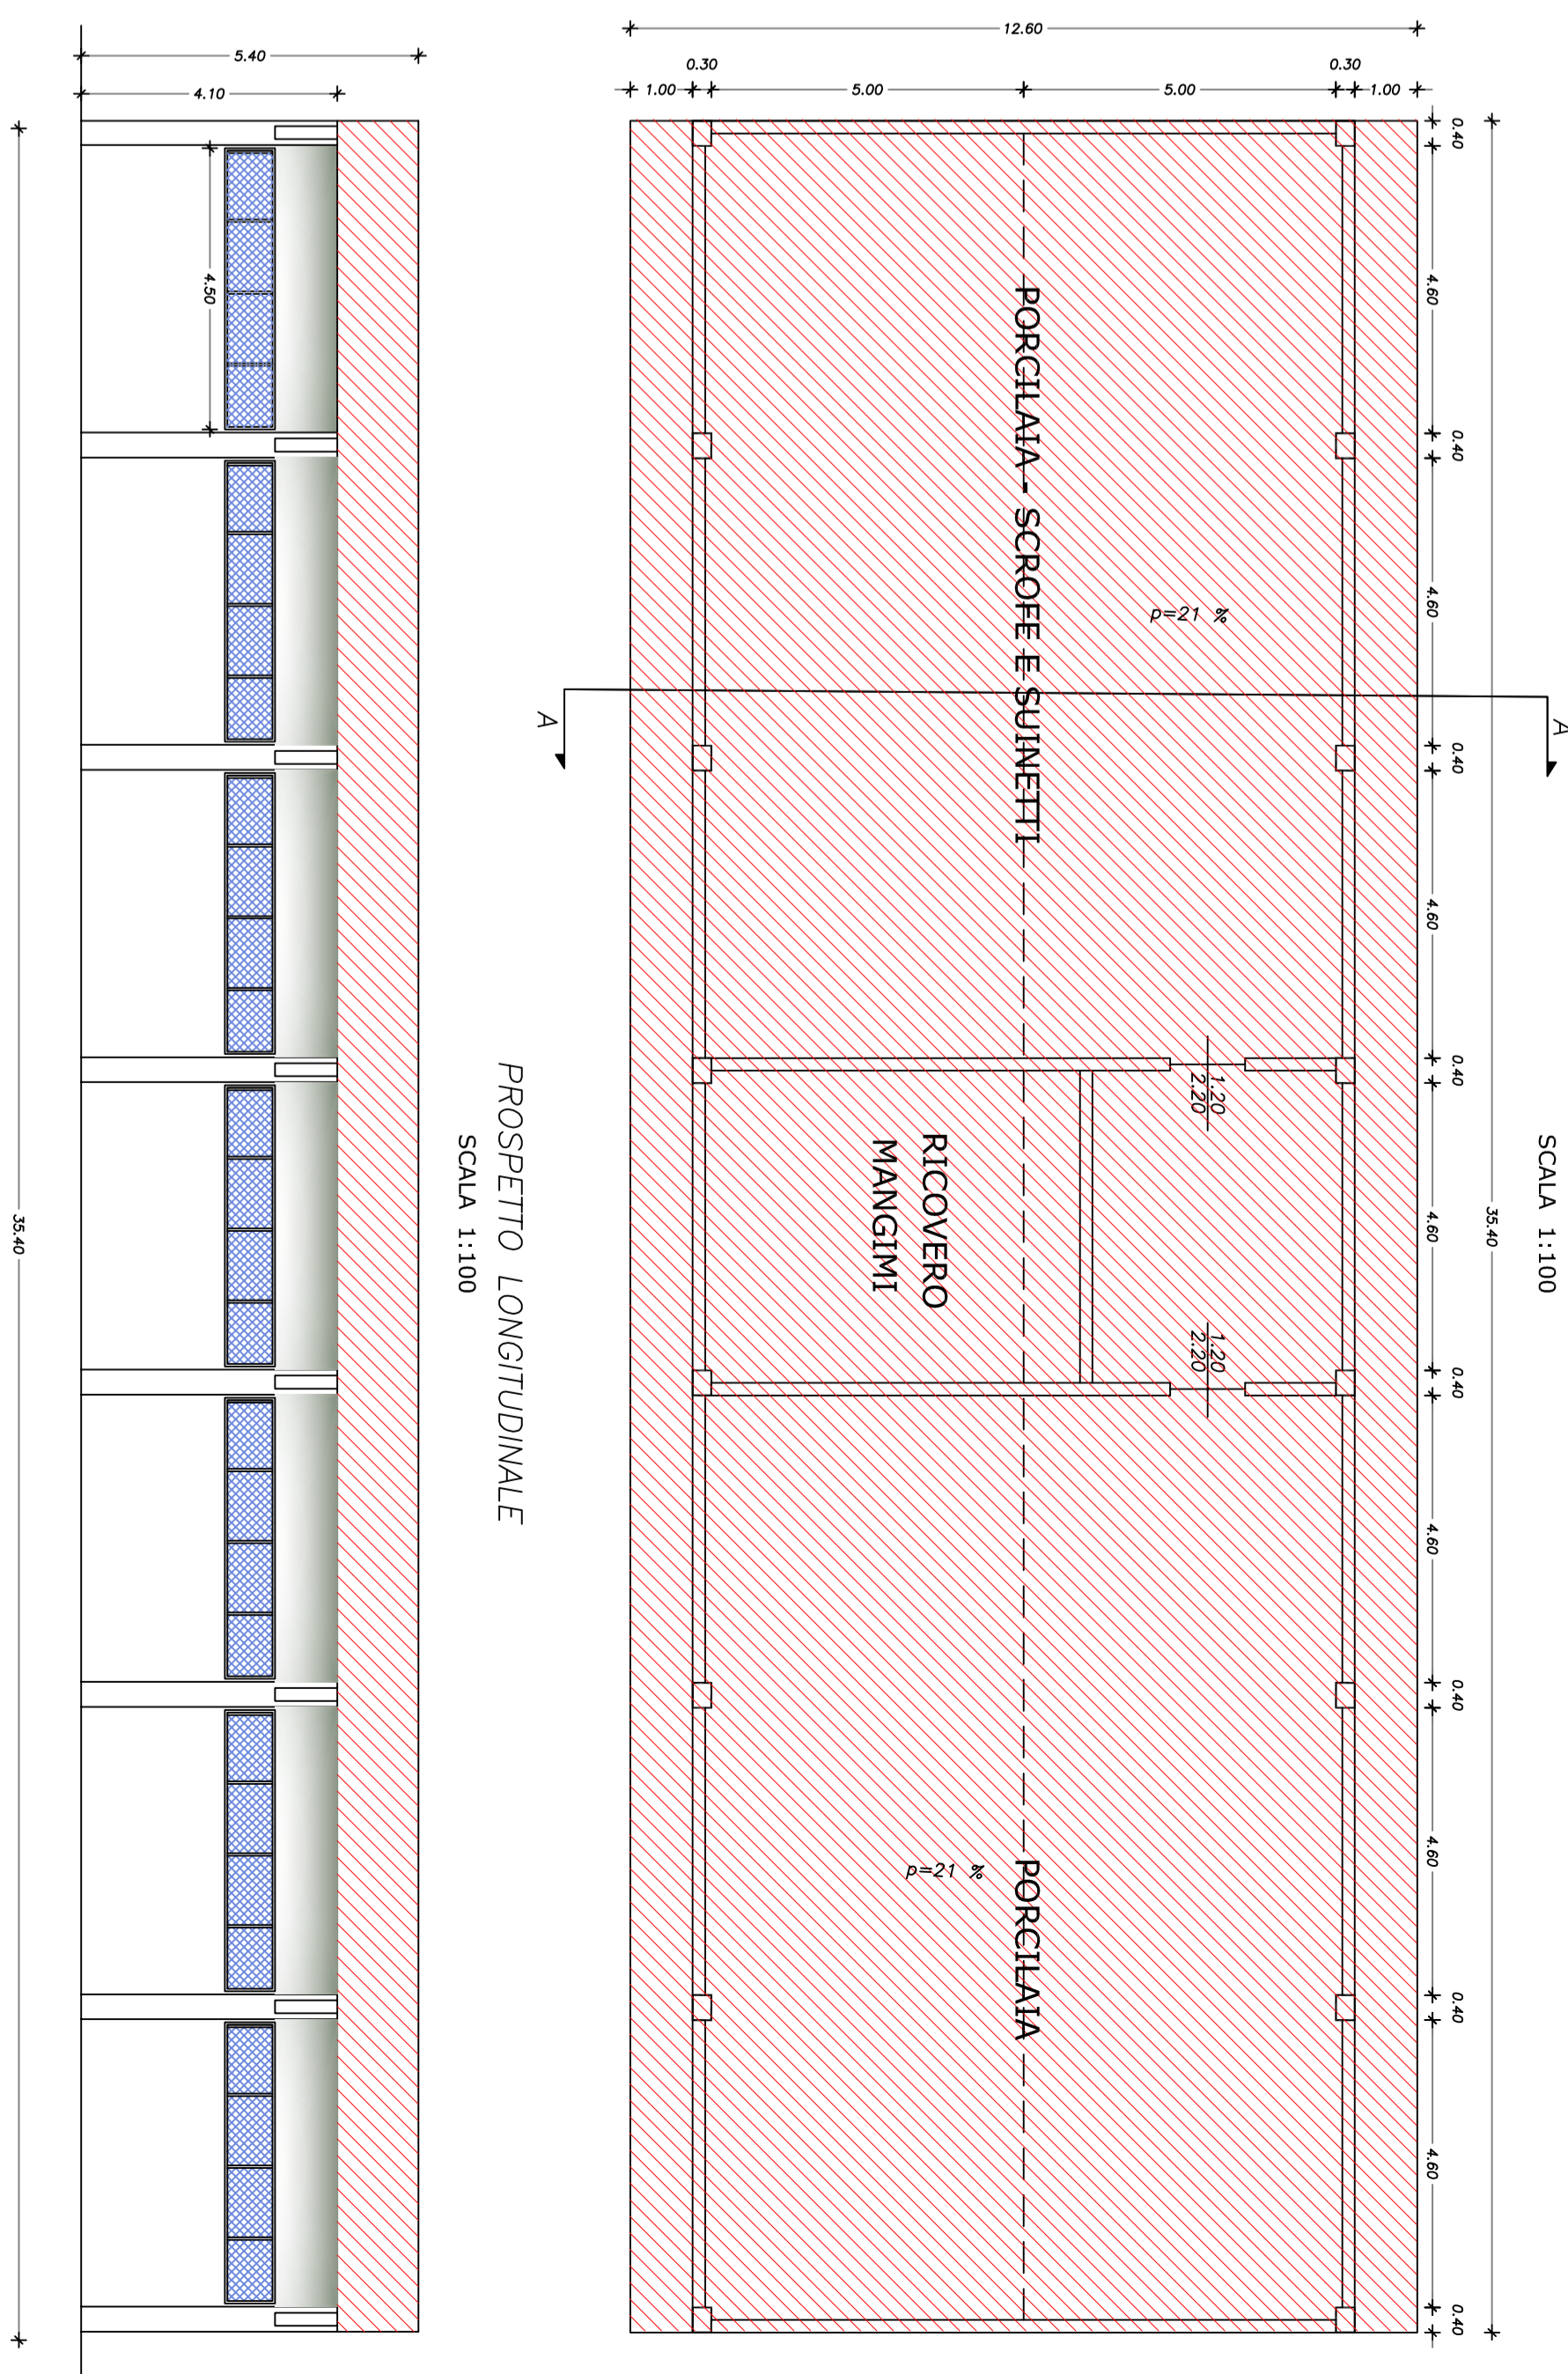 SCALA 1:100
35.40
0.40
4.60
0.40
4.60
0.40
4.60
0.40
4.60
0.40
4.60
0.40
4.60
0.40
4.60
0.40
12.60
1.00
0.30
5.00
5.00
0.30
1.00
A
A
p=21 %
PORCILAIA - SCROFE E SUINETTI
1.20
2.20
1.20
2.20
RICOVERO
MANGIMI
PORCILAIA
p=21 %
PROSPETTO LONGITUDINALE
SCALA 1:100
5.40
4.10
4.50
35.40